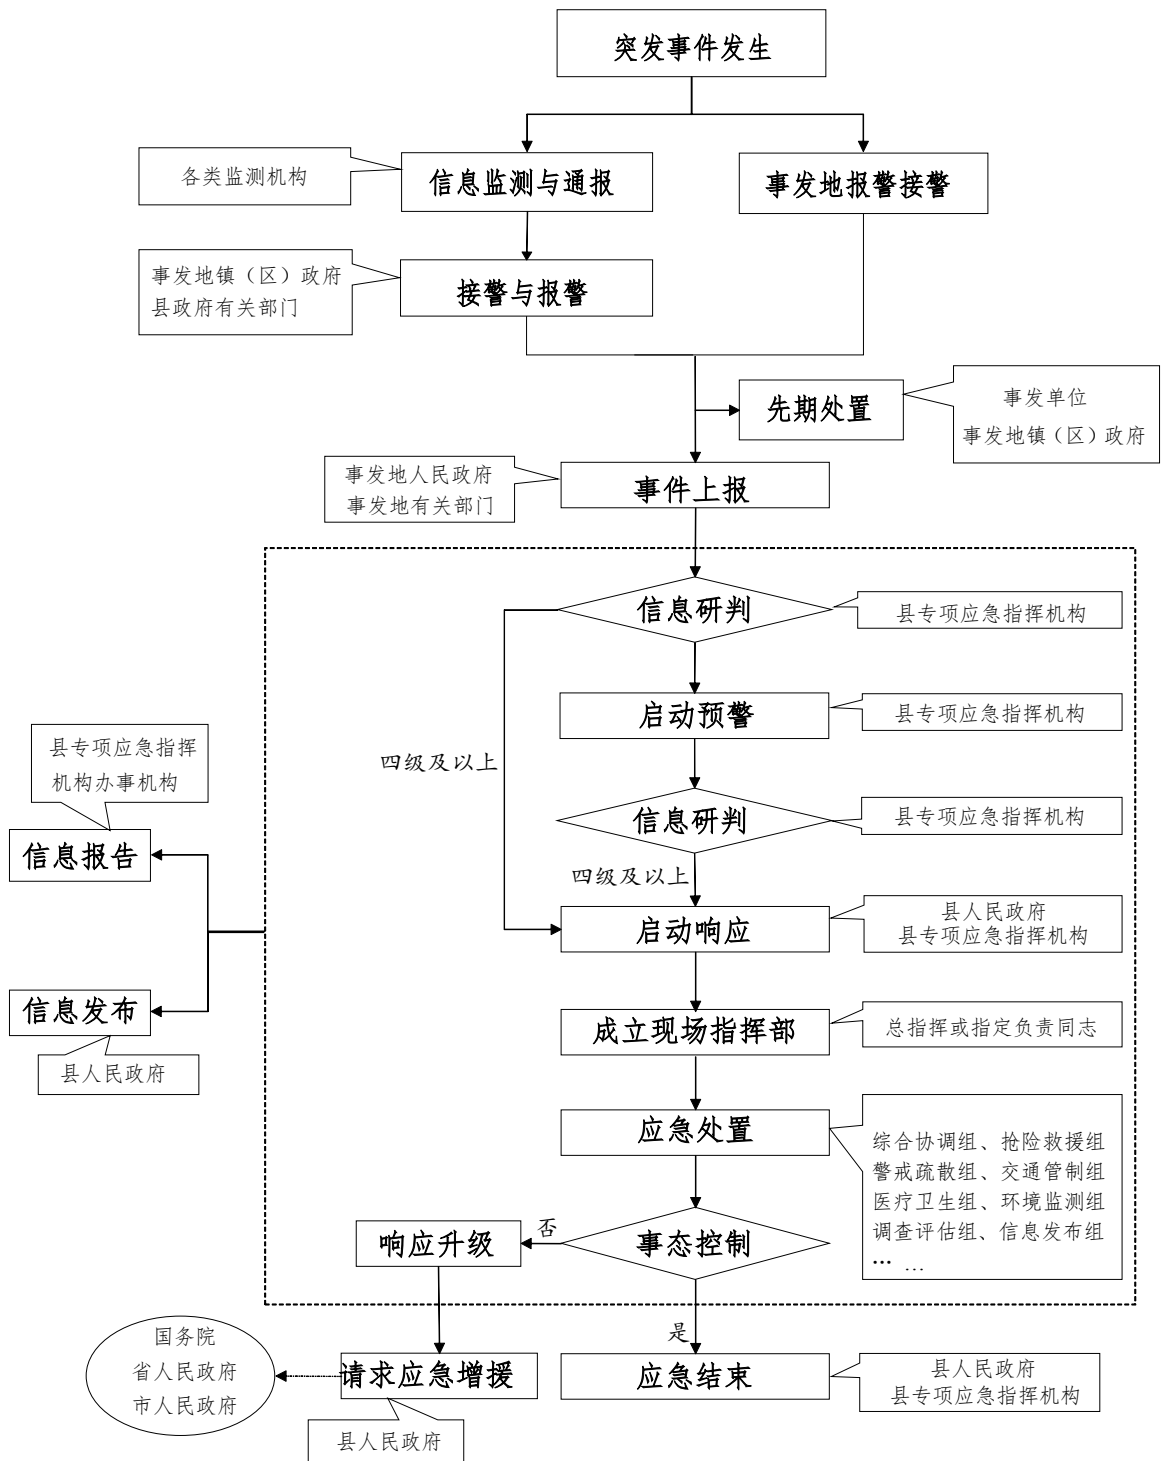 突发事件发生
各类监测机构
信息监测与通报
事发地报警接警
事发地镇（区）政府
县政府有关部门
接警与报警
先期处置
事发单位
事发地镇（区）政府
事发地人民政府
事发地有关部门
事件上报
信息研判
县专项应急指挥机构
启动预警
县专项应急指挥机构
四级及以上
信息研判
县专项应急指挥机构
四级及以上
县专项应急指挥
机构办事机构
信息报告
启动响应
县人民政府
县专项应急指挥机构
信息发布
县人民政府
成立现场指挥部
总指挥或指定负责同志
应急处置
综合协调组、抢险救援组
警戒疏散组、交通管制组
医疗卫生组、环境监测组
调查评估组、信息发布组
… …
响应升级
否
事态控制
是
国务院
省人民政府
市人民政府
请求应急增援
县人民政府
应急结束
县人民政府
县专项应急指挥机构